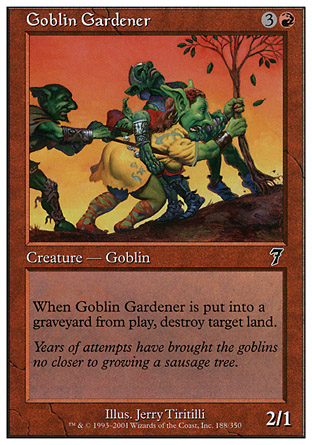 Goblin Gardener 3
Creature — Goblin
When Goblin Gardener is put into a
graveyard from play, destroy target land.
Years of attempts have brought the goblins
no closer to growing a sausage tree.
Illus. Jerry Tiritilli
™ & © 1993–2001 Wizards of the Coast, Inc. 188/350
2/1